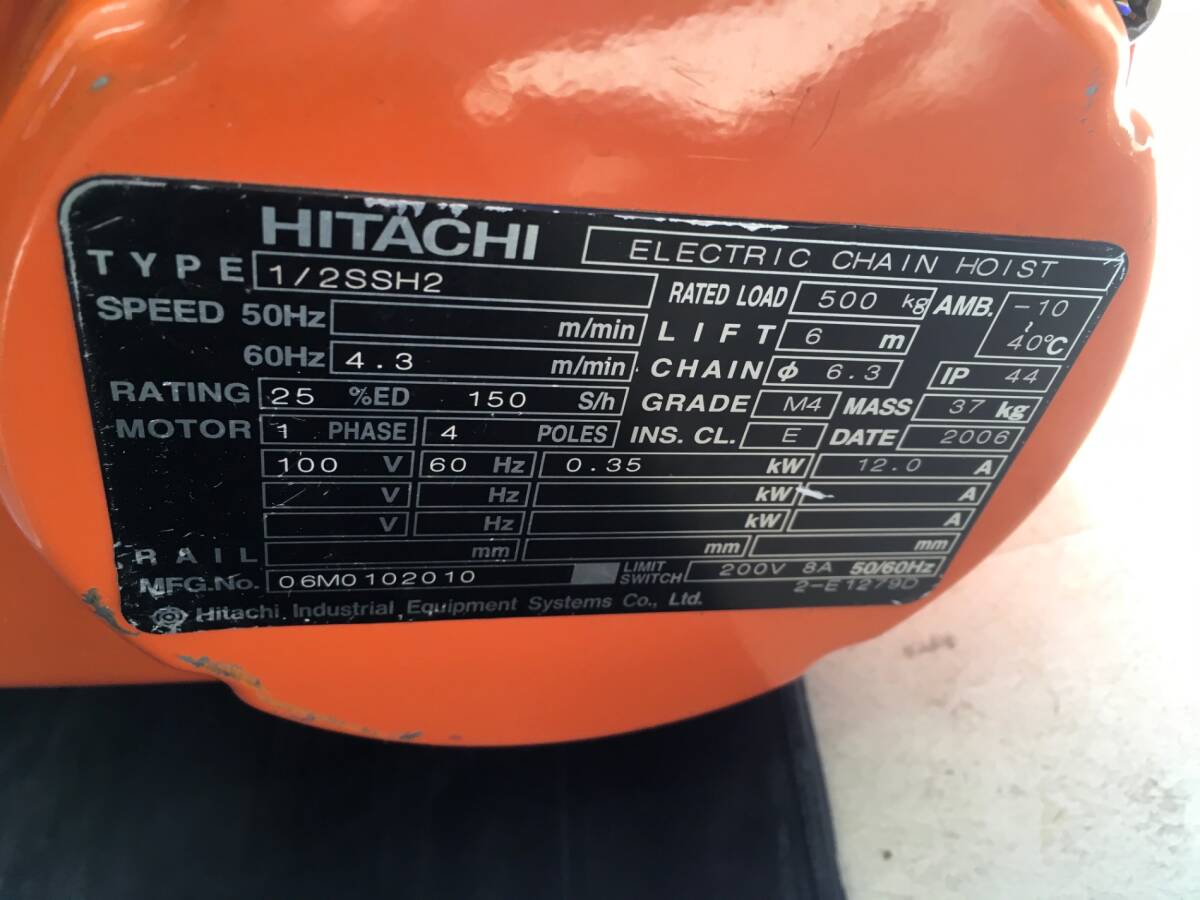 HITACHI ELECTRIC CHAIN HOIST
TYPE 1/2SSH2 RATED LOAD 500 kg AMB. -10 ~ 40℃
SPEED 50Hz m/min LIFT 6 m
60Hz 4.3 m/min CHAIN φ 6.3 IP 44
RATING 25 %ED 150 S/h GRADE M4 MASS 37 kg
MOTOR 1 PHASE 4 POLES INS. CL. E DATE 2006
100 V 60 Hz 0.35 kW 12.0 A
V Hz kW A
V Hz kW A
RAIL mm mm mm
MFG.No. 06M0102010 LIMIT SWITCH 200V 8A 50/60Hz
Hitachi Industrial Equipment Systems Co., Ltd. 2-E1279D